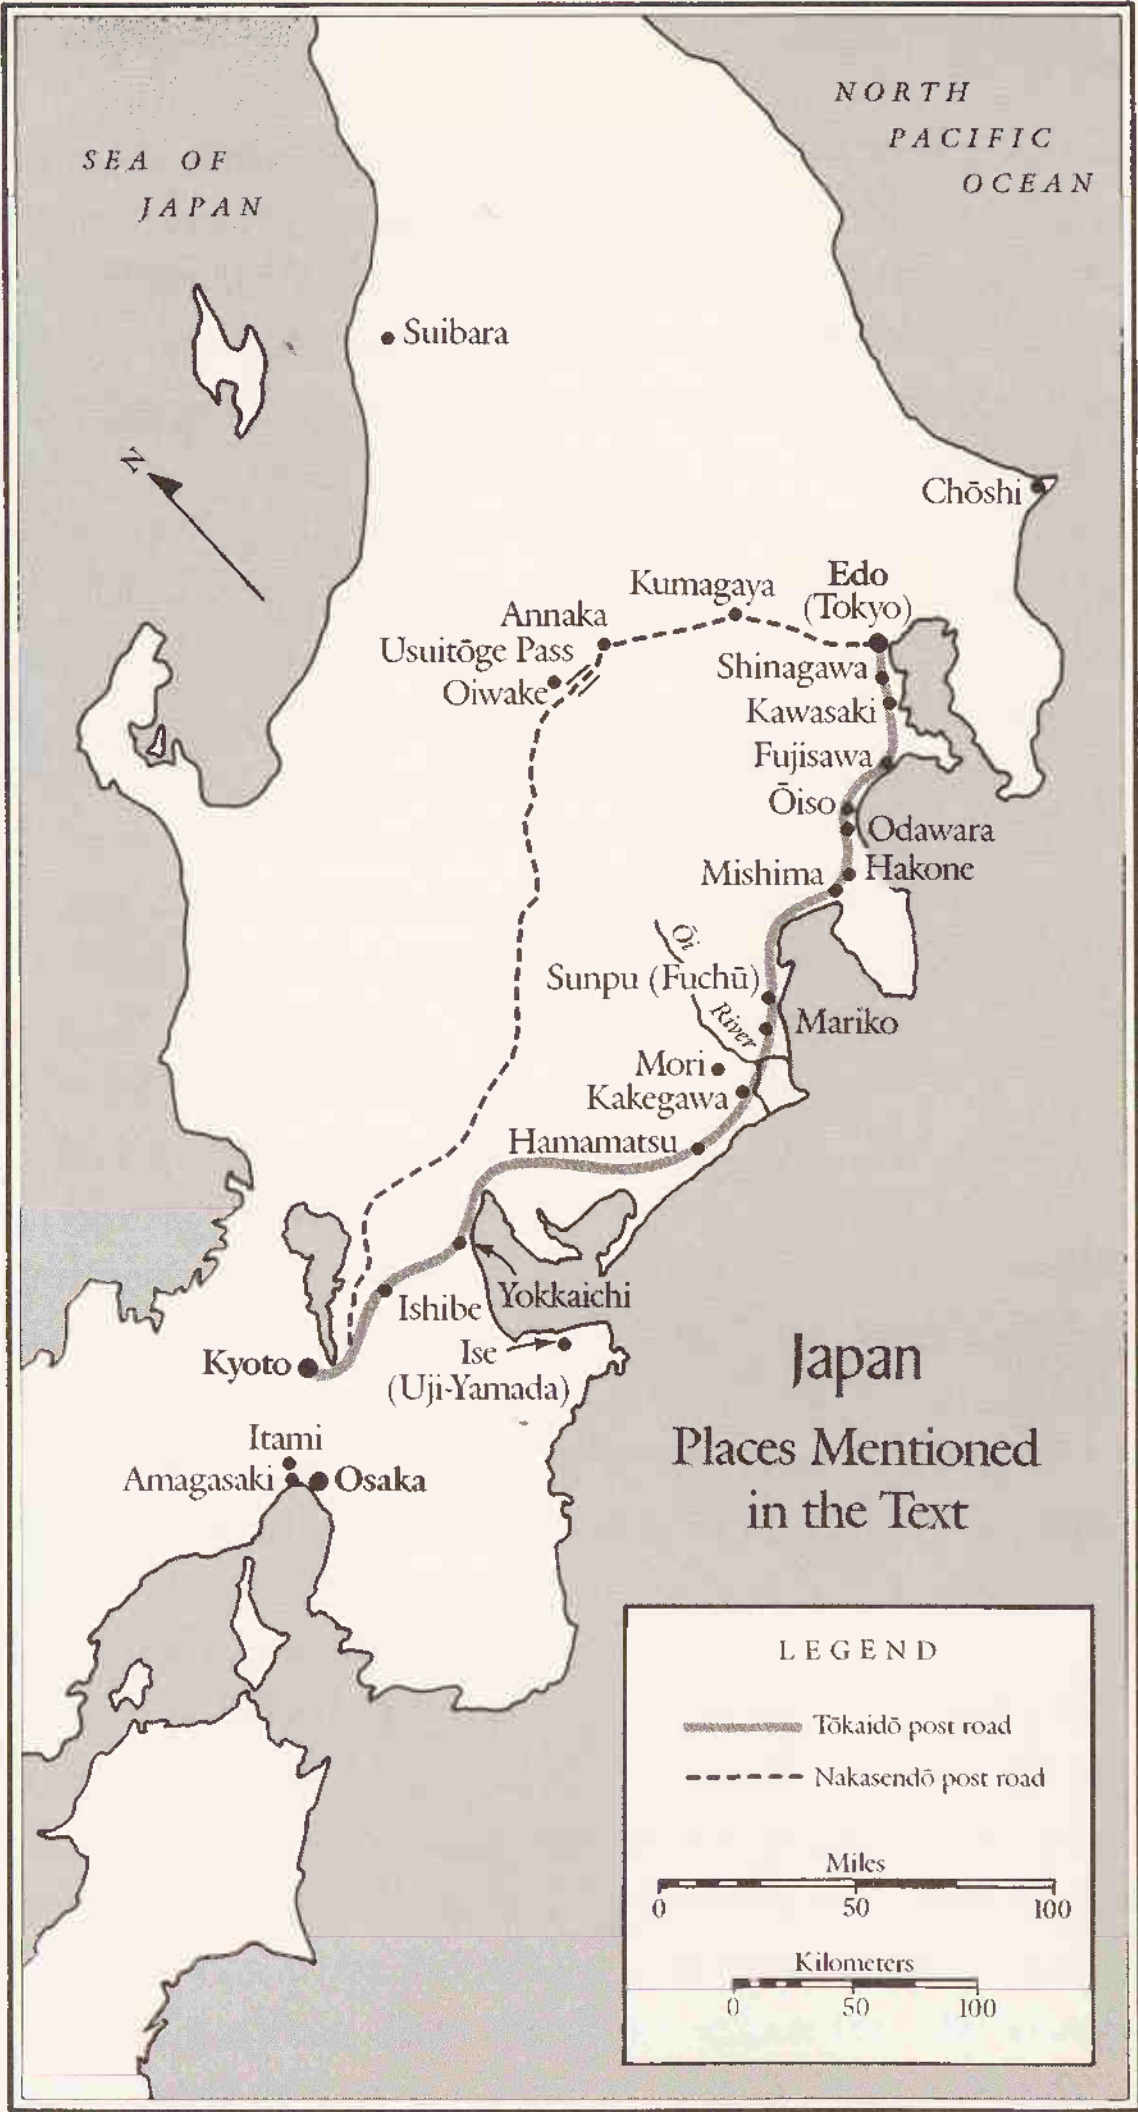 NORTH
PACIFIC
OCEAN
SEA OF
JAPAN
Suibara
N
Chōshi
Edo
(Tokyo)
Kumagaya
Annaka
Usuitōge Pass
Oiwake
Shinagawa
Kawasaki
Fujisawa
Ōiso
Odawara
Hakone
Mishima
Ōi
River
Sunpu (Fuchū)
Mariko
Mori
Kakegawa
Hamamatsu
Yokkaichi
Ishibe
Ise
(Uji-Yamada)
Kyoto
Itami
Amagasaki
Osaka
Japan
Places Mentioned
in the Text
LEGEND
Tōkaidō post road
Nakasendō post road
Miles
0 50 100
Kilometers
0 50 100